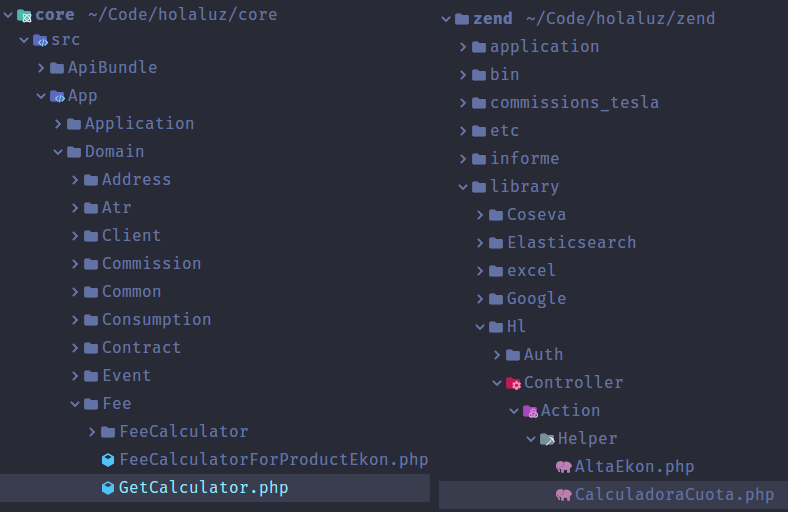 core ~/Code/holaluz/core
src
ApiBundle
App
Application
Domain
Address
Atr
Client
Commission
Common
Consumption
Contract
Event
Fee
FeeCalculator
FeeCalculatorForProductEkon.php
GetCalculator.php
zend ~/Code/holaluz/zend
application
bin
commissions_tesla
etc
informe
library
Coseva
Elasticsearch
excel
Google
Hl
Auth
Controller
Action
Helper
AltaEkon.php
CalculadoraCuota.php